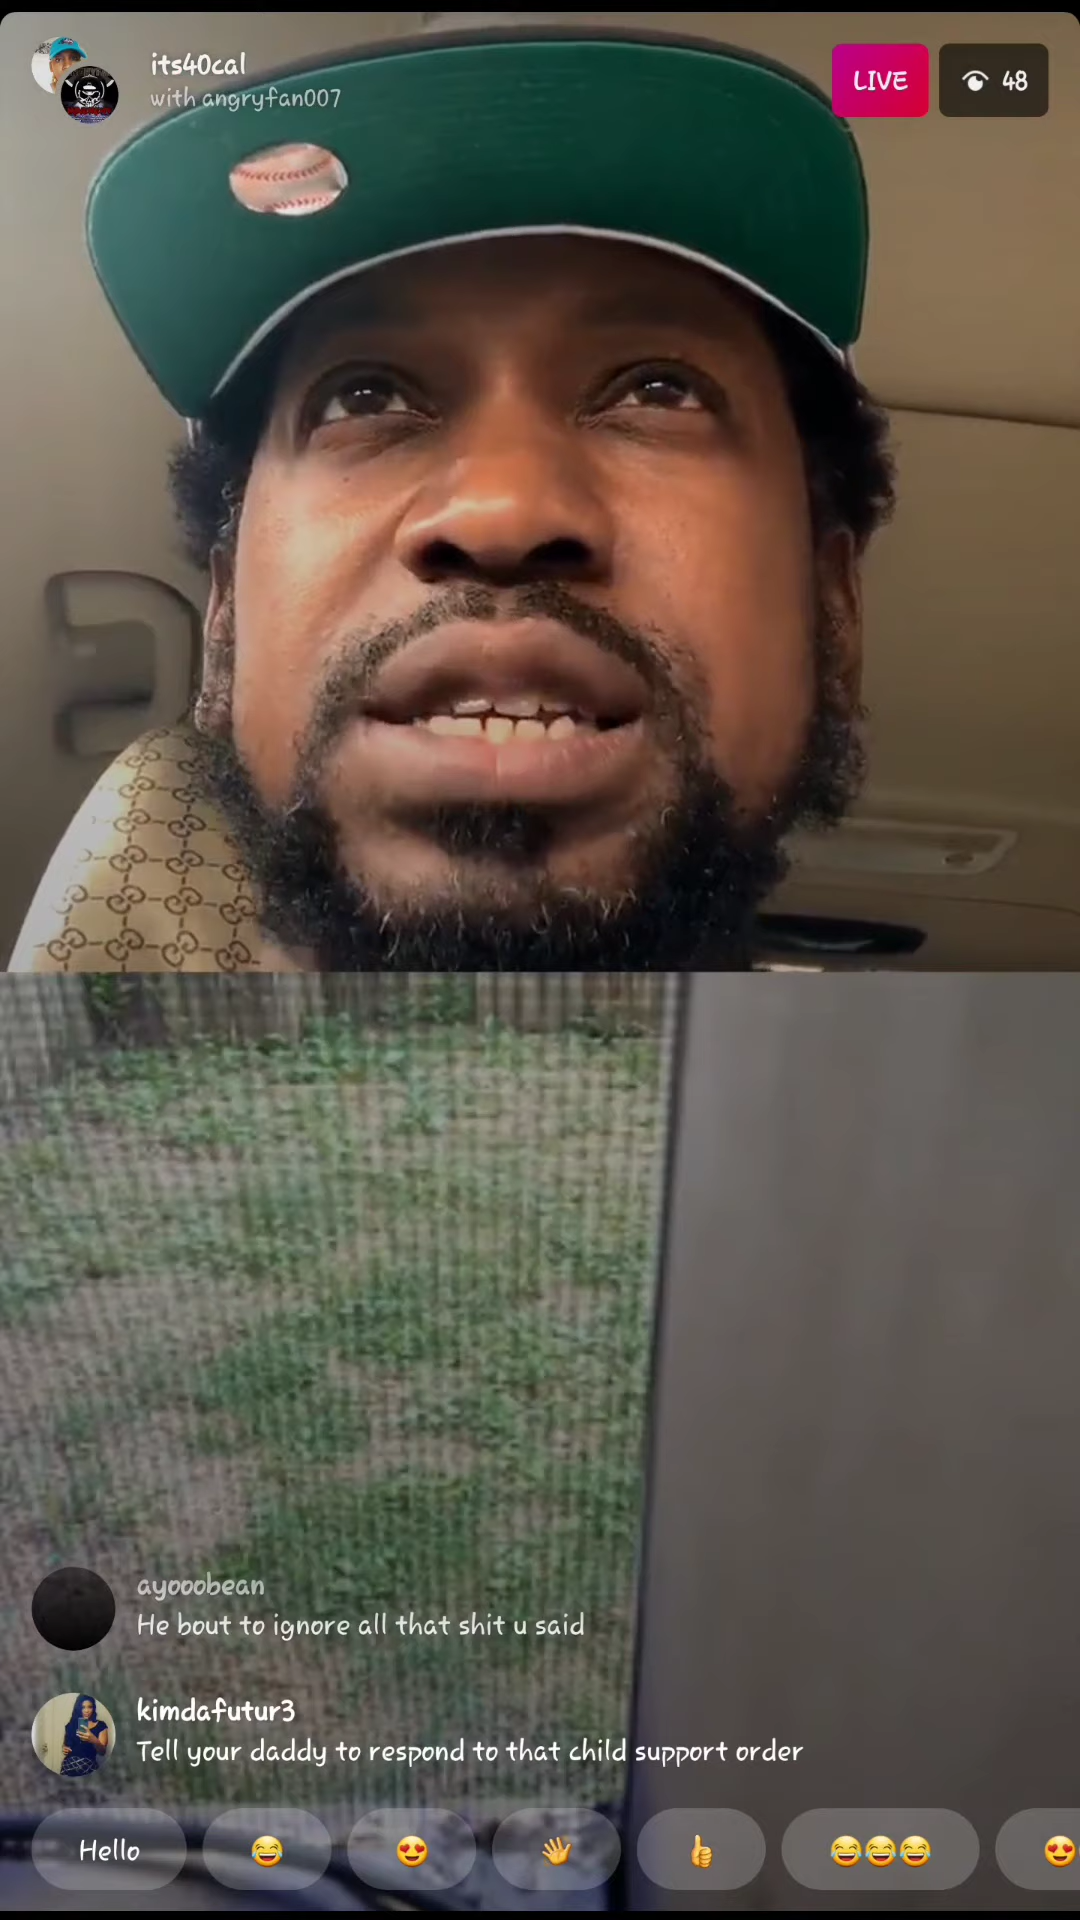 its40cal
with angryfan007
LIVE
48
ayooobean
He bout to ignore all that shit u said
kimdafutur3
Tell your daddy to respond to that child support order
Hello